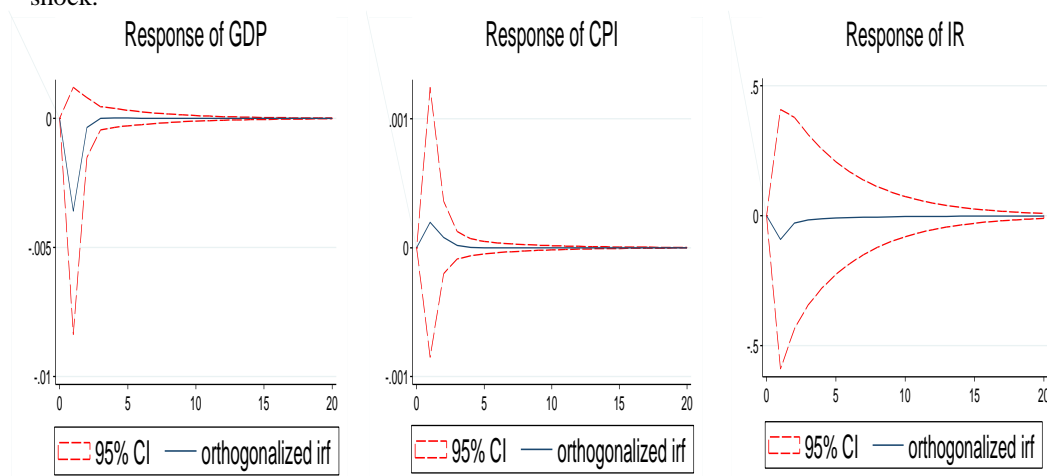 shock.
Response of GDP
Response of CPI
Response of IR
0
-.005
-.01
0 5 10 15 20
.001
0
-.001
0 5 10 15 20
.5
0
-.5
0 5 10 15 20
95% CI orthogonalized irf
95% CI orthogonalized irf
95% CI orthogonalized irf